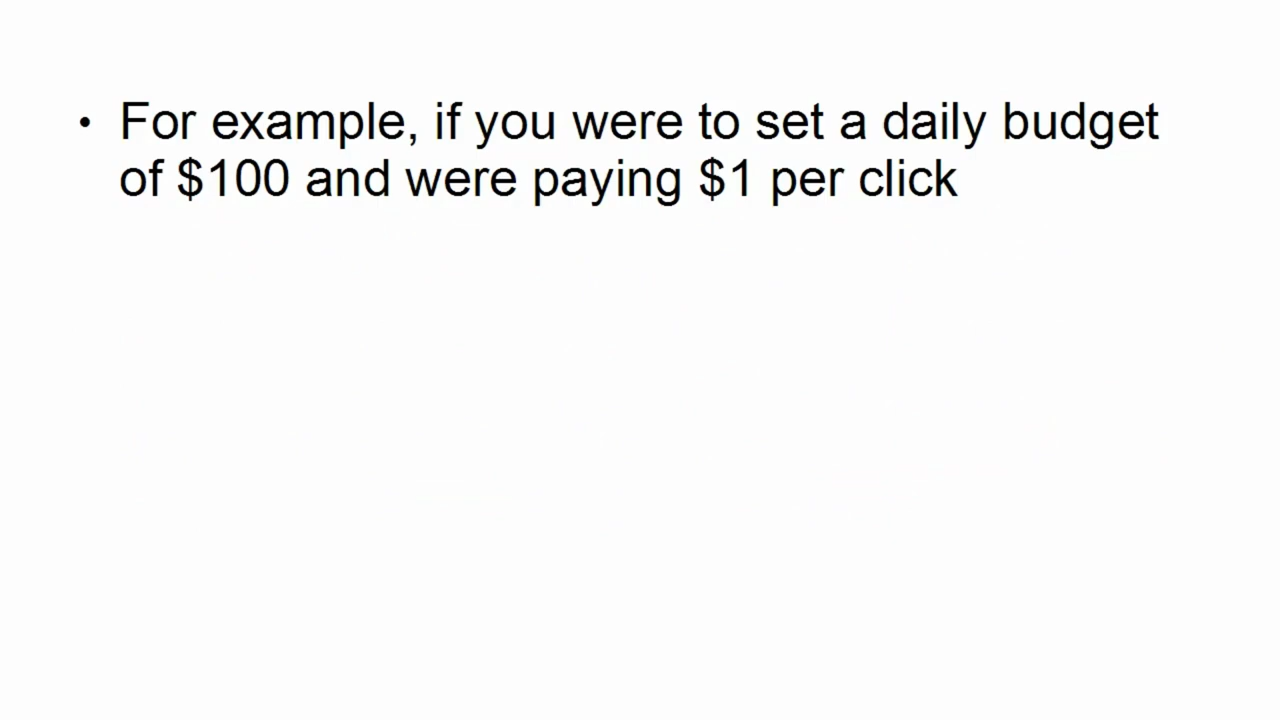 • For example, if you were to set a daily budget
of $100 and were paying $1 per click